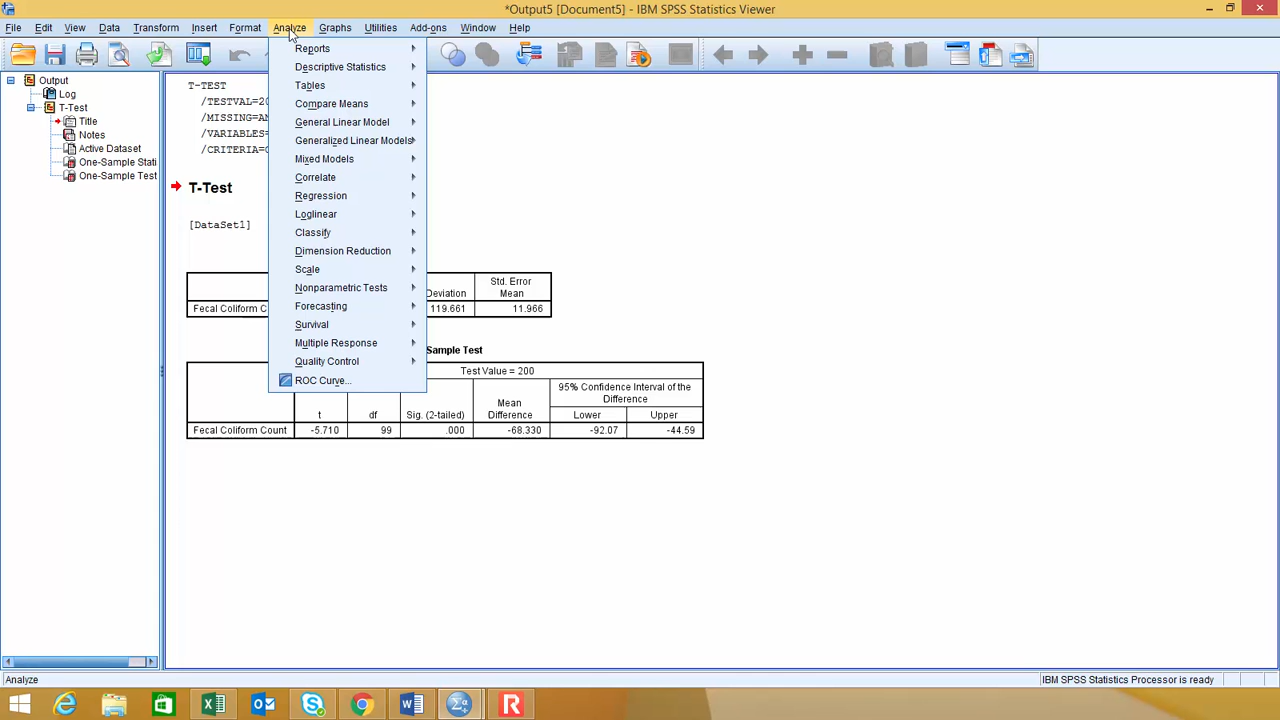 *Output5 [Document5] - IBM SPSS Statistics Viewer
File Edit View Data Transform Insert Format Analyze Graphs Utilities Add-ons Window Help
Reports
Descriptive Statistics
Tables
Compare Means
General Linear Model
Generalized Linear Models
Mixed Models
Correlate
Regression
Loglinear
Classify
Dimension Reduction
Scale
Nonparametric Tests
Forecasting
Survival
Multiple Response
Quality Control
ROC Curve...
Output
Log
T-Test
Title
Notes
Active Dataset
One-Sample Stati
One-Sample Test
T-TEST
/TESTVAL=20
/MISSING=AN
/VARIABLES=
/CRITERIA=C
T-Test
[DataSet1]
Deviation
Std. Error
Mean
Fecal Coliform C 119.661 11.966
Sample Test
Test Value = 200
t df Sig. (2-tailed)
Mean
Difference
95% Confidence Interval of the
Difference
Lower Upper
Fecal Coliform Count -5.710 99 .000 -68.330 -92.07 -44.59
Analyze
IBM SPSS Statistics Processor is ready